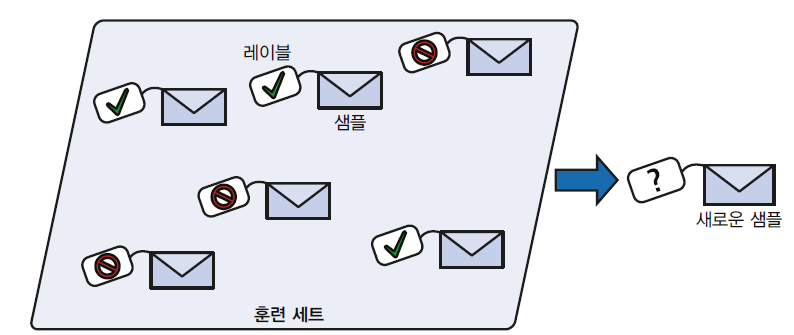 레이블
샘플
?
새로운 샘플
훈련 세트